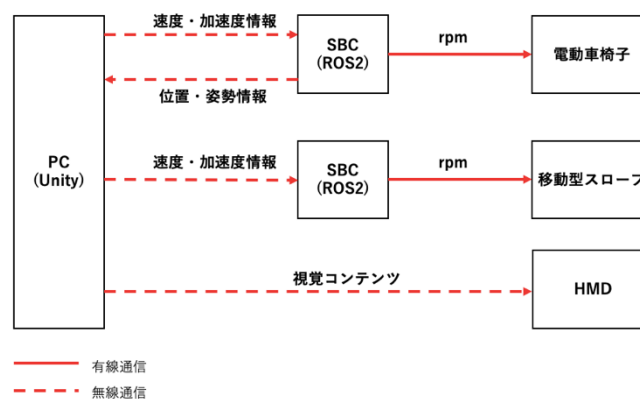 速度・加速度情報
SBC
(ROS2)
rpm
電動車椅子
位置・姿勢情報
PC
(Unity)
速度・加速度情報
SBC
(ROS2)
rpm
移動型スロープ
視覚コンテンツ
HMD
有線通信
無線通信